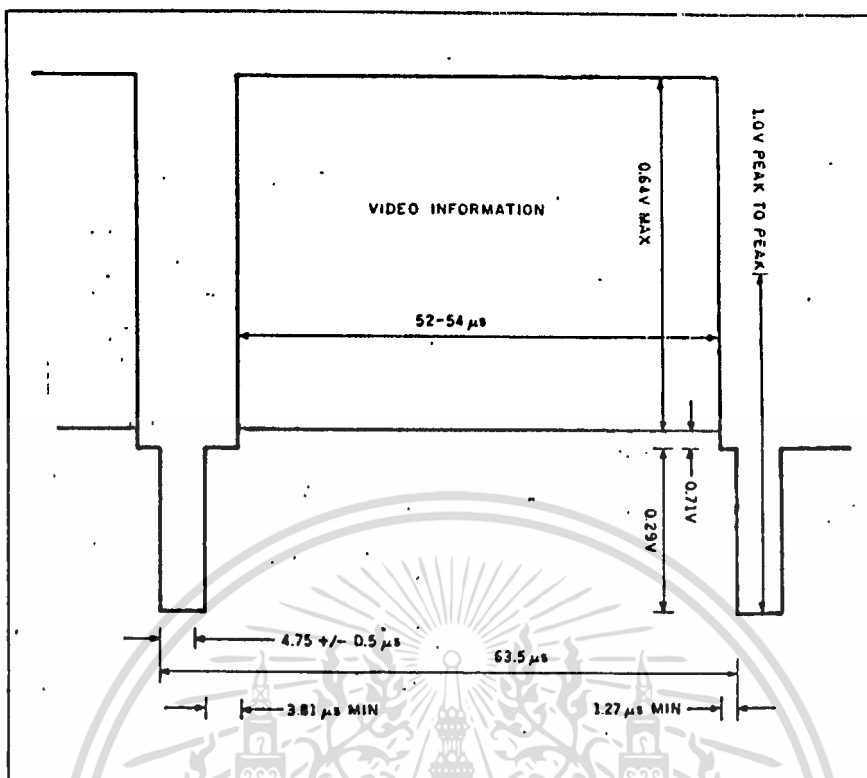 VIDEO INFORMATION
0.64V MAX
1.0V PEAK TO PEAK
52-54 μs
0.71V
0.29V
4.75 +/- 0.5 μs
63.5 μs
3.81 μs MIN
1.27 μs MIN